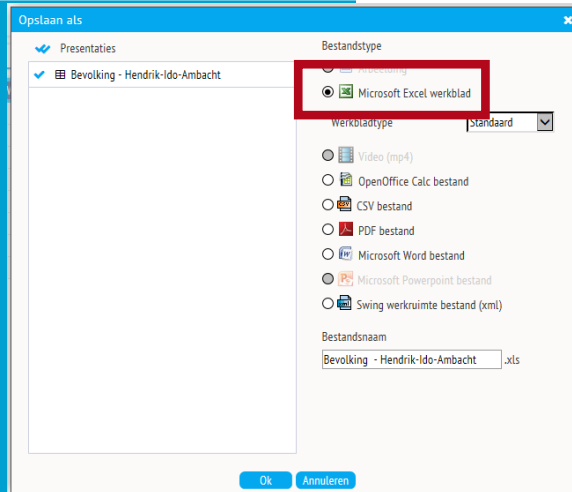 Opslaan als
Presentaties
Bevolking - Hendrik-Ido-Ambacht
Bestandstype
Afbeelding
Microsoft Excel werkblad
Werkbladtype
Standaard
Video (mp4)
OpenOffice Calc bestand
CSV bestand
PDF bestand
Microsoft Word bestand
Microsoft Powerpoint bestand
Swing werkruimte bestand (xml)
Bestandsnaam
Bevolking - Hendrik-Ido-Ambacht .xls
Ok Annuleren